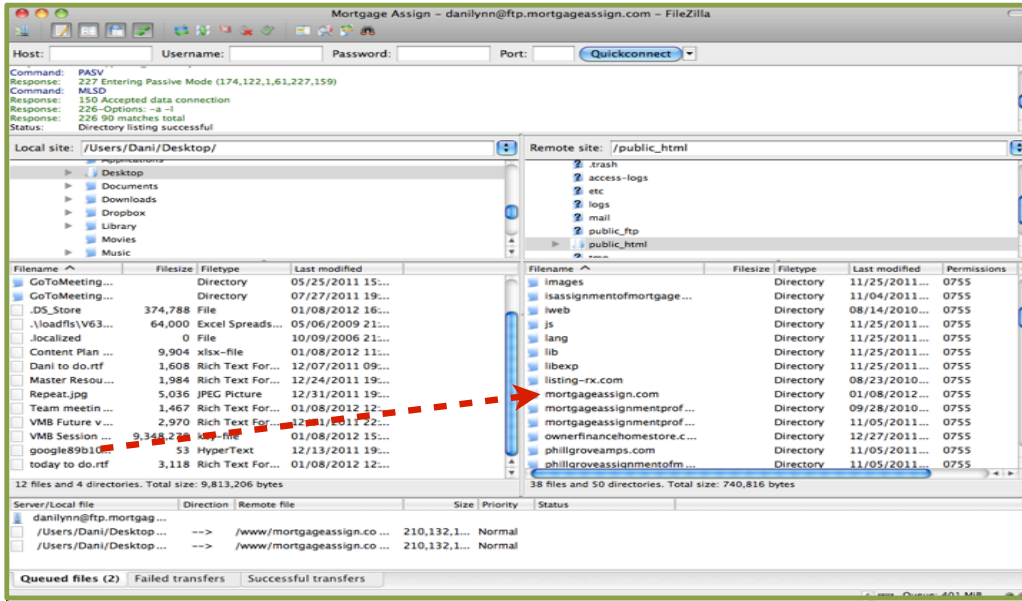 Mortgage Assign – danilynn@ftp.mortgageassign.com – FileZilla
Host: Username: Password: Port: Quickconnect
Command: PASV
Response: 227 Entering Passive Mode (174,122,1,61,227,159)
Command: MLSD
Response: 150 Accepted data connection
Response: 226-Options: -a -l
Response: 226 90 matches total
Status: Directory listing successful
Local site: /Users/Dani/Desktop/
Applications
Desktop
Documents
Downloads
Dropbox
Library
Movies
Music
Remote site: /public_html
.trash
access-logs
etc
logs
mail
public_ftp
public_html
tmp
Filename Filesize Filetype Last modified
GoToMeeting... Directory 05/25/2011 15:...
GoToMeeting... Directory 07/27/2011 19:...
.DS_Store 374,788 File 01/08/2012 16:...
.\loadfls\V63... 64,000 Excel Spreads... 05/06/2009 21:...
.localized 0 File 10/09/2006 21:...
Content Plan ... 9,904 xlsx-file 01/08/2012 11:...
Dani to do.rtf 1,608 Rich Text For... 12/07/2011 09:...
Master Resou... 1,984 Rich Text For... 12/24/2011 19:...
Repeat.jpg 5,036 JPEG Picture 12/31/2011 19:...
Team meetin ... 1,467 Rich Text For... 01/08/2012 12:...
VMB Future v... 2,970 Rich Text For... 22:...
VMB Session ... 01/08/2012 15:...
google89b10... 53 HyperText 12/13/2011 19:...
today to do.rtf 3,118 Rich Text For... 01/08/2012 12:...
12 files and 4 directories. Total size: 9,813,206 bytes
Filename Filesize Filetype Last modified Permissions
images Directory 11/25/2011... 0755
isassignmentofmortgage... Directory 11/04/2011... 0755
iweb Directory 08/14/2010... 0755
js Directory 11/25/2011... 0755
lang Directory 11/25/2011... 0755
lib Directory 11/25/2011... 0755
libexp Directory 11/25/2011... 0755
listing-rx.com Directory 08/23/2010... 0755
mortgageassign.com Directory 01/08/2012... 0755
mortgageassignmentprof... Directory 09/28/2010... 0755
mortgageassignmentprof... Directory 11/05/2011... 0755
ownerfinancehomestore.c... Directory 12/27/2011... 0755
phillgroveamps.com Directory 11/05/2011... 0755
phillgroveassignmentofm... Directory 11/05/2011... 0755
38 files and 50 directories. Total size: 740,816 bytes
Server/Local file Direction Remote file Size Priority Status
danilynn@ftp.mortgag...
/Users/Dani/Desktop... --> /www/mortgageassign.co ... 210,132,1... Normal
/Users/Dani/Desktop... --> /www/mortgageassign.co ... 210,132,1... Normal
Queued files (2) Failed transfers Successful transfers
Queue: 401 MiB